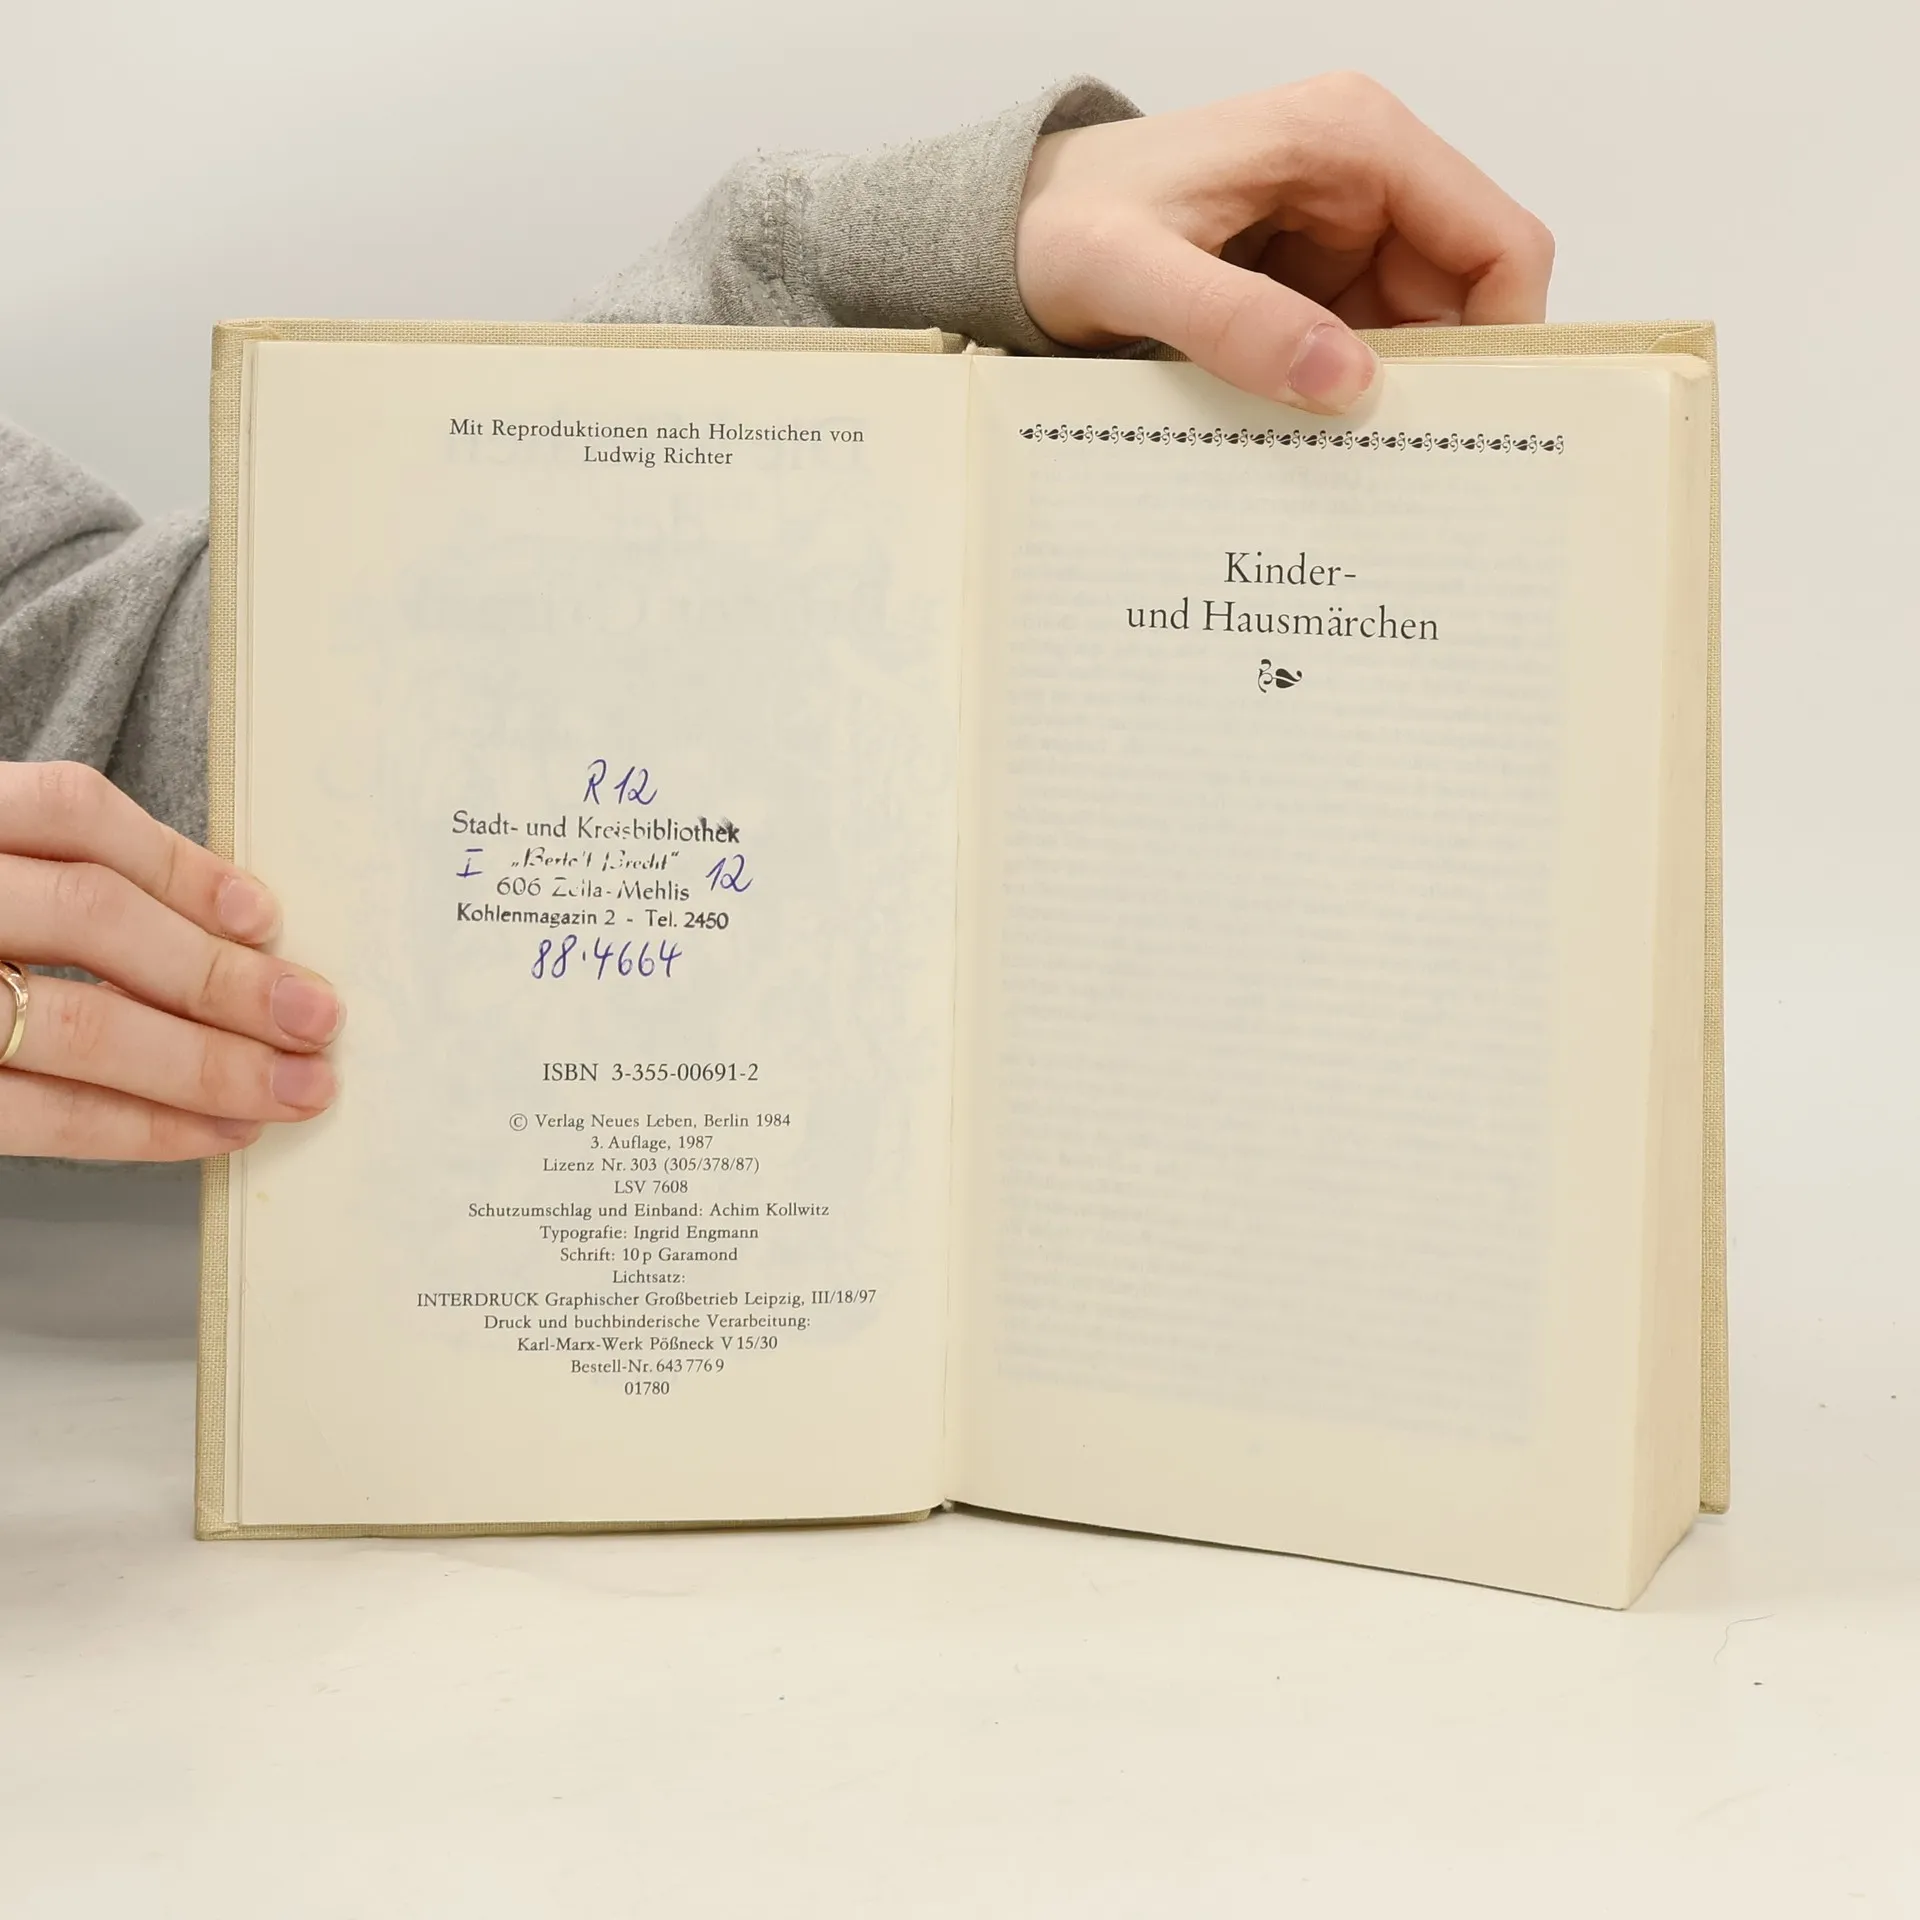 Mit Reproduktionen nach Holzstichen von
Ludwig Richter
R 12
Stadt- und Kreisbibliothek
I „Bertolt Brecht“ 12
606 Zella-Mehlis
Kohlenmagazin 2 - Tel. 2450
88·4664
ISBN 3-355-00691-2
© Verlag Neues Leben, Berlin 1984
3. Auflage, 1987
Lizenz Nr. 303 (305/378/87)
LSV 7608
Schutzumschlag und Einband: Achim Kollwitz
Typografie: Ingrid Engmann
Schrift: 10 p Garamond
Lichtsatz:
INTERDRUCK Graphischer Großbetrieb Leipzig, III/18/97
Druck und buchbinderische Verarbeitung:
Karl-Marx-Werk Pößneck V 15/30
Bestell-Nr. 643 776 9
01780
Kinder-
und Hausmärchen